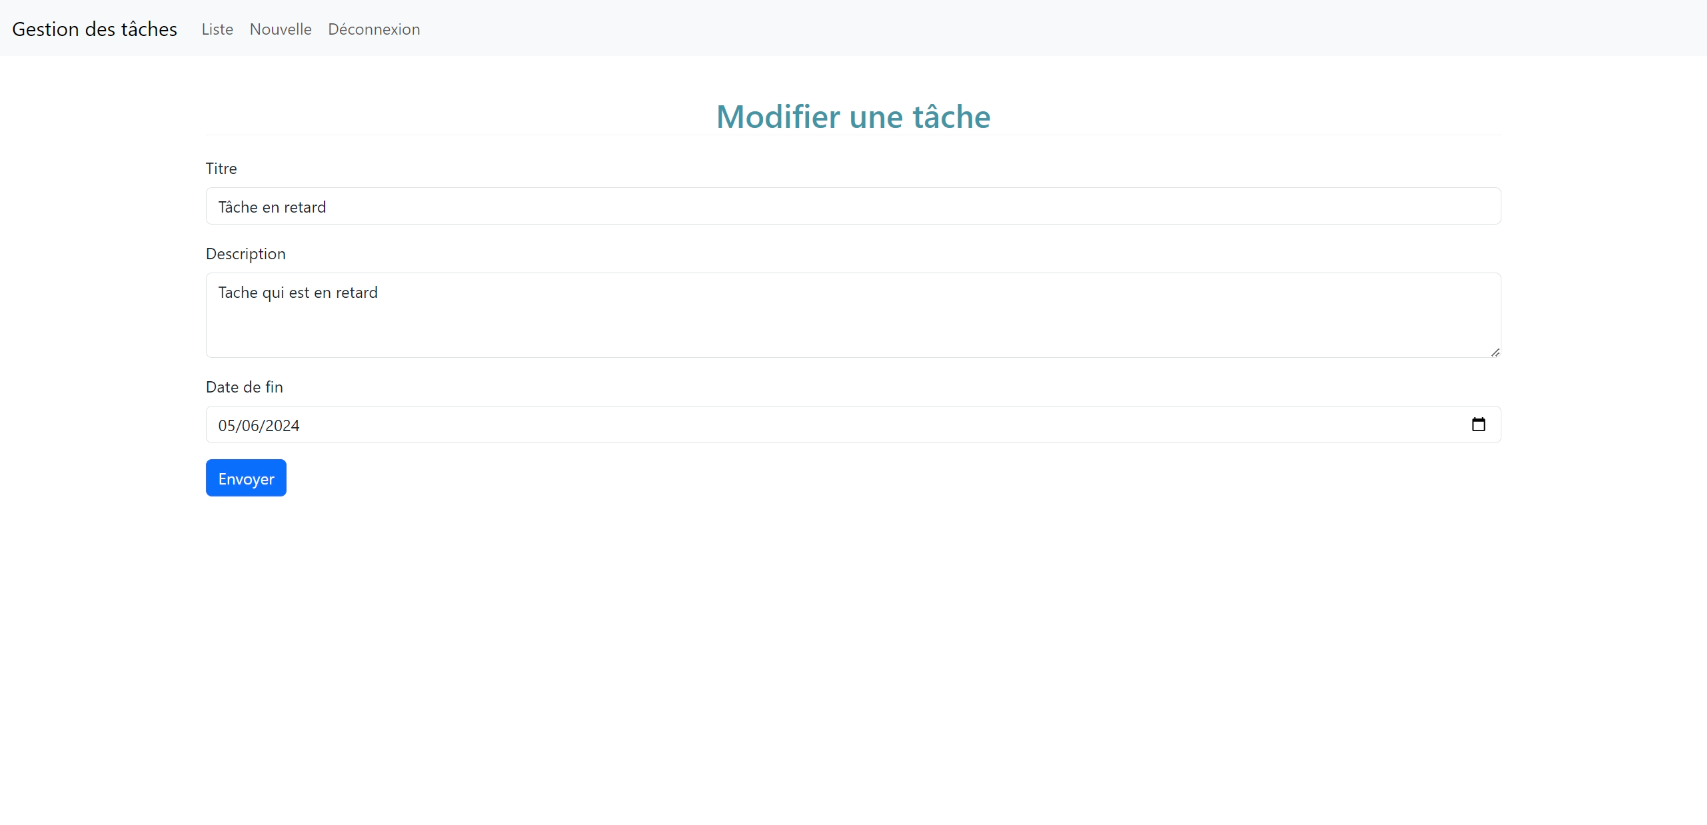 Gestion des tâches Liste Nouvelle Déconnexion
Modifier une tâche
Titre
Tâche en retard
Description
Tache qui est en retard
Date de fin
05/06/2024
Envoyer